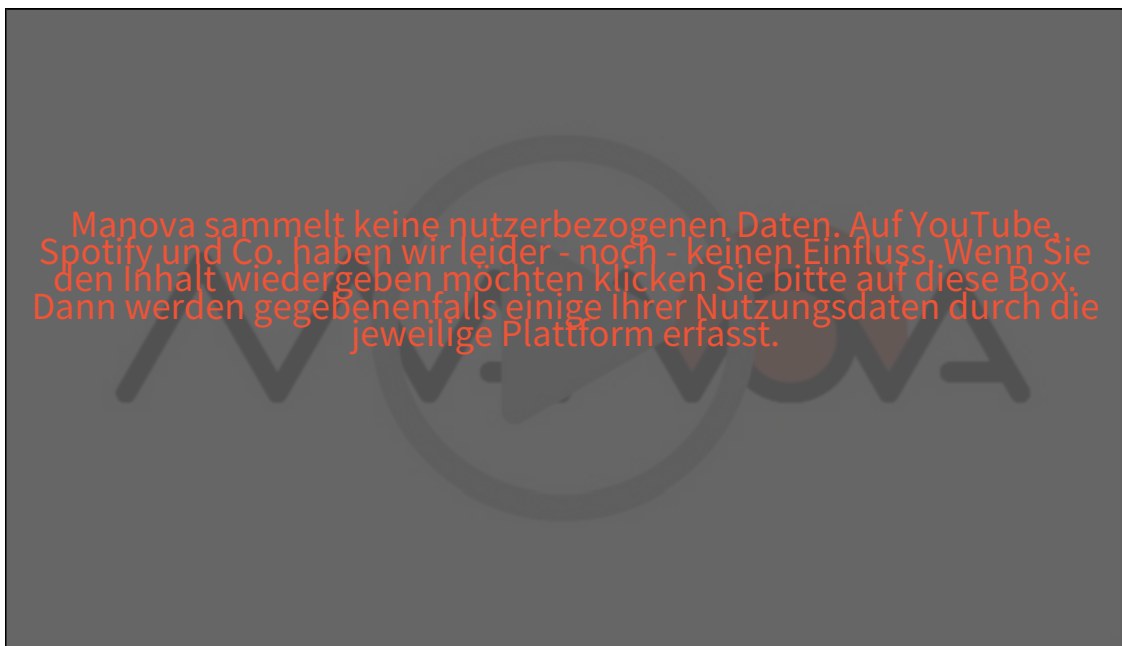 Manova sammelt keine nutzerbezogenen Daten. Auf YouTube,
Spotify und Co. haben wir leider - noch - keinen Einfluss. Wenn Sie
den Inhalt wiedergeben möchten klicken Sie bitte auf diese Box.
Dann werden gegebenenfalls einige Ihrer Nutzungsdaten durch die
jeweilige Plattform erfasst.
MANOVA